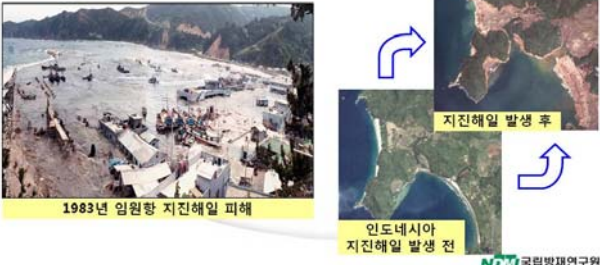 1983년 임원항 지진해일 피해
지진해일 발생 후
인도네시아
지진해일 발생 전
국립방재연구원